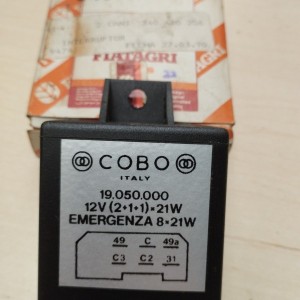 FIATAGRI
COBO
ITALY
19.050.000
12V (2+1+1)×21W
EMERGENZA 8×21W
49 C 49a
C3 C2 31